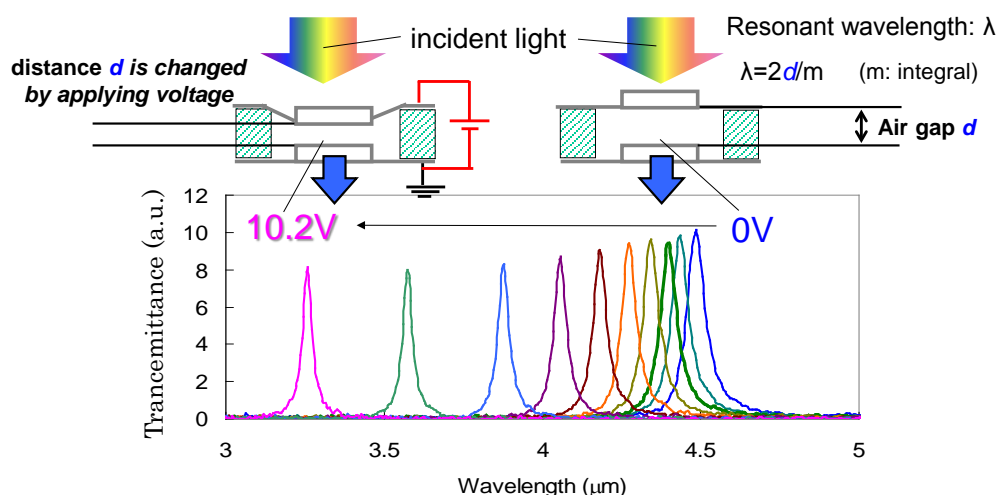 incident light
Resonant wavelength: λ
distance d is changed
by applying voltage
λ=2d/m (m: integral)
Air gap d
10.2V
0V
Trancemittance (a.u.)
12
10
8
6
4
2
0
3
3.5
4
4.5
5
Wavelength (μm)